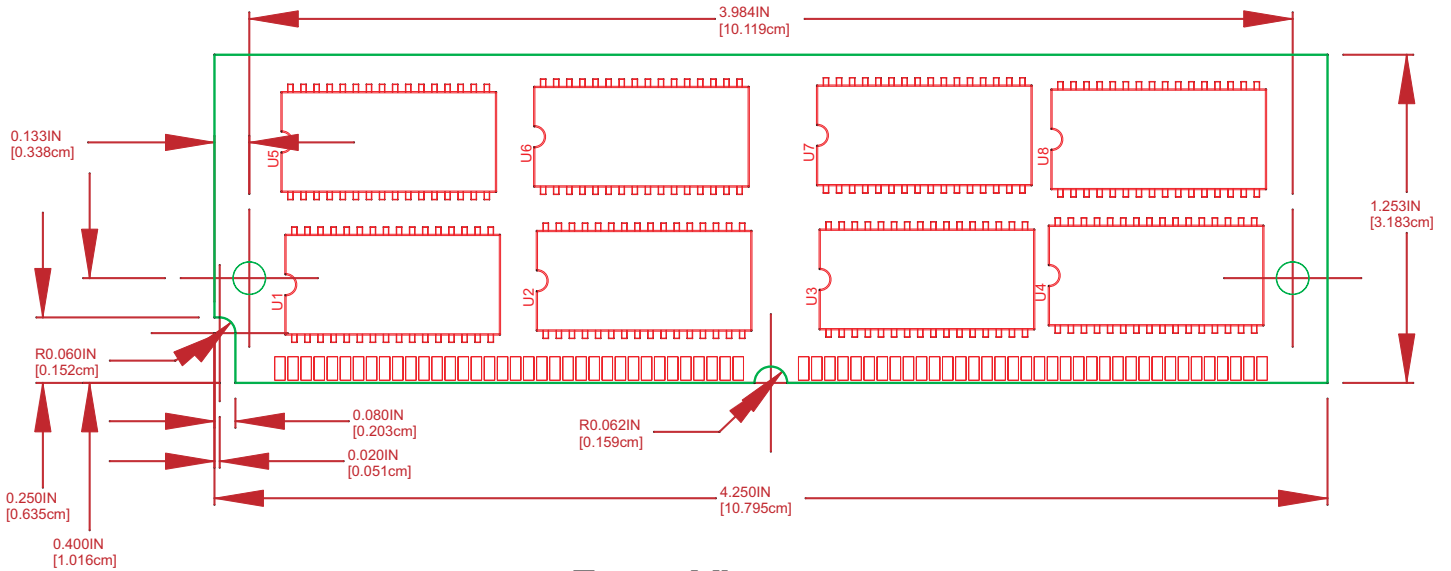 3.984IN
[10.119cm]
0.133IN
[0.338cm]
U5
U6
U7
U8
1.253IN
[3.183cm]
U1
U2
U3
U4
R0.060IN
[0.152cm]
0.080IN
[0.203cm]
R0.062IN
[0.159cm]
0.020IN
[0.051cm]
0.250IN
[0.635cm]
4.250IN
[10.795cm]
0.400IN
[1.016cm]